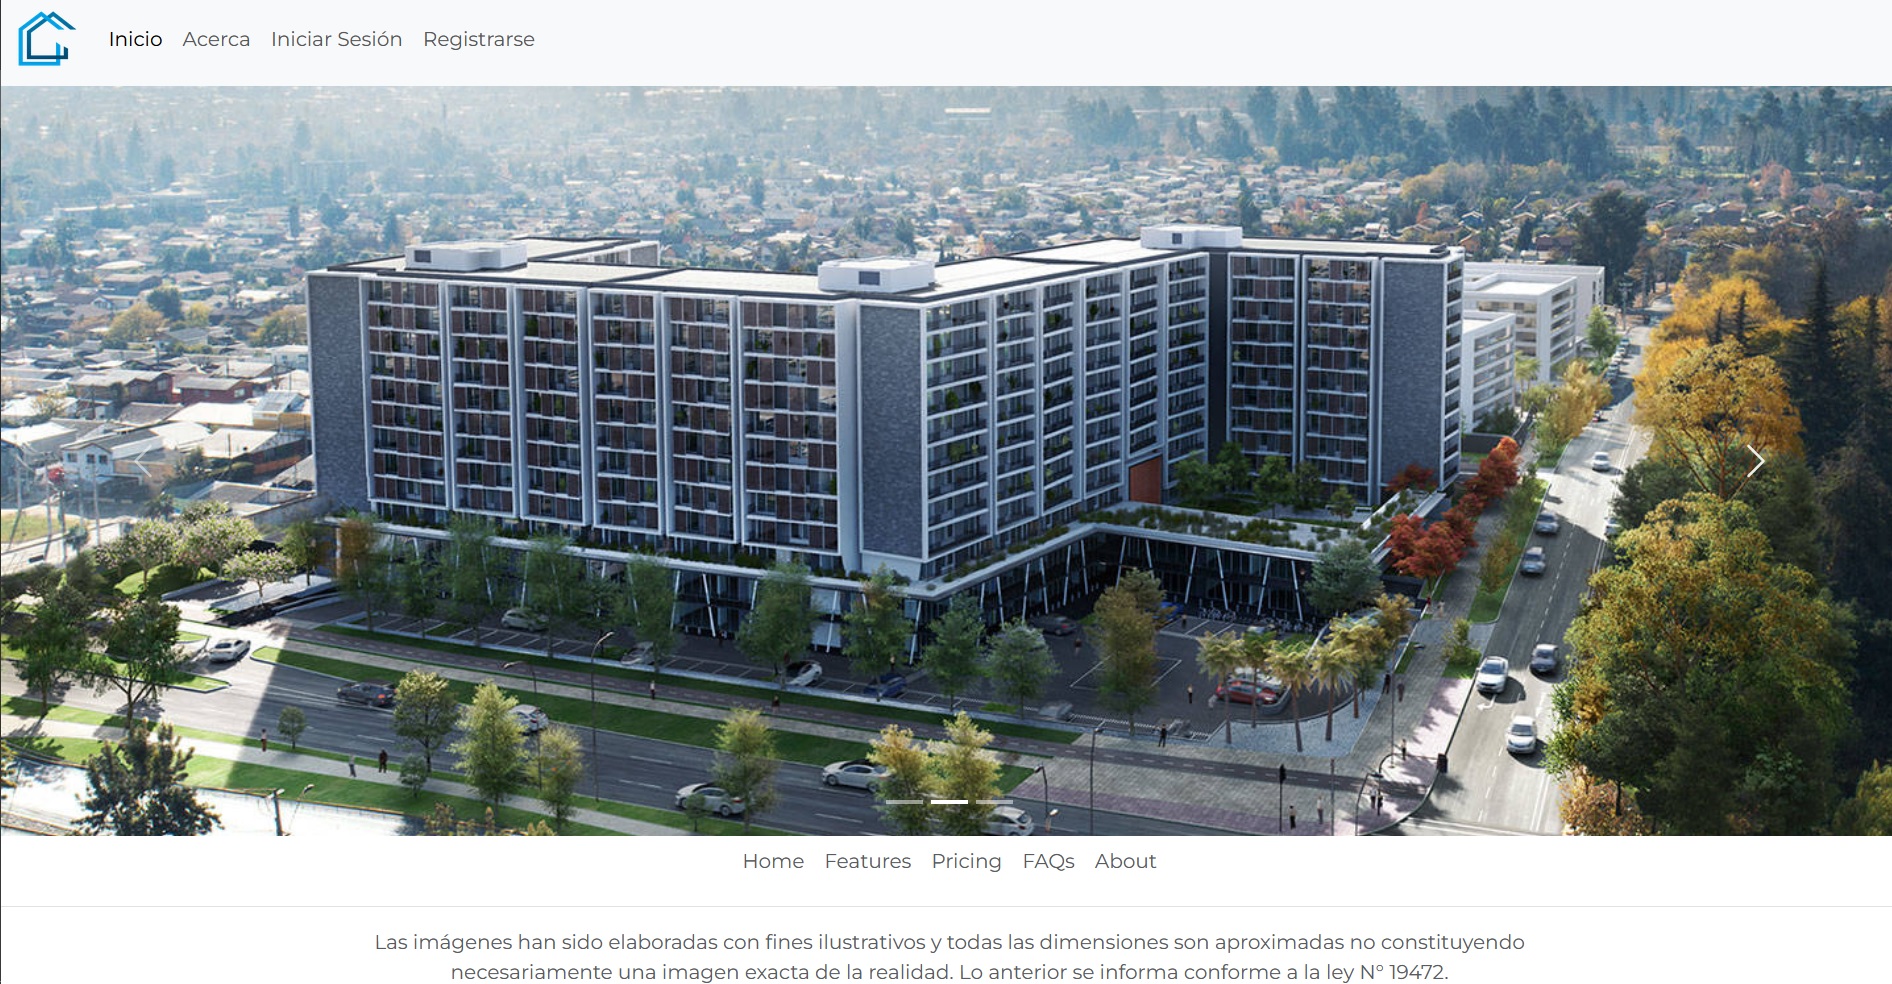 Inicio Acerca Iniciar Sesión Registrarse
Home Features Pricing FAQs About
Las imágenes han sido elaboradas con fines ilustrativos y todas las dimensiones son aproximadas no constituyendo
necesariamente una imagen exacta de la realidad. Lo anterior se informa conforme a la ley N° 19472.